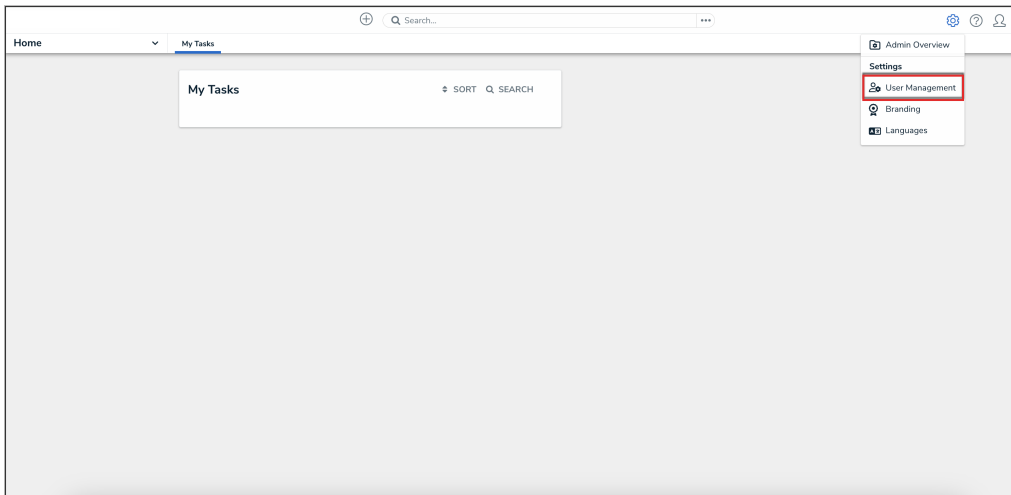 Search...
Home
My Tasks
Admin Overview
Settings
User Management
Branding
Languages
My Tasks
SORT
SEARCH